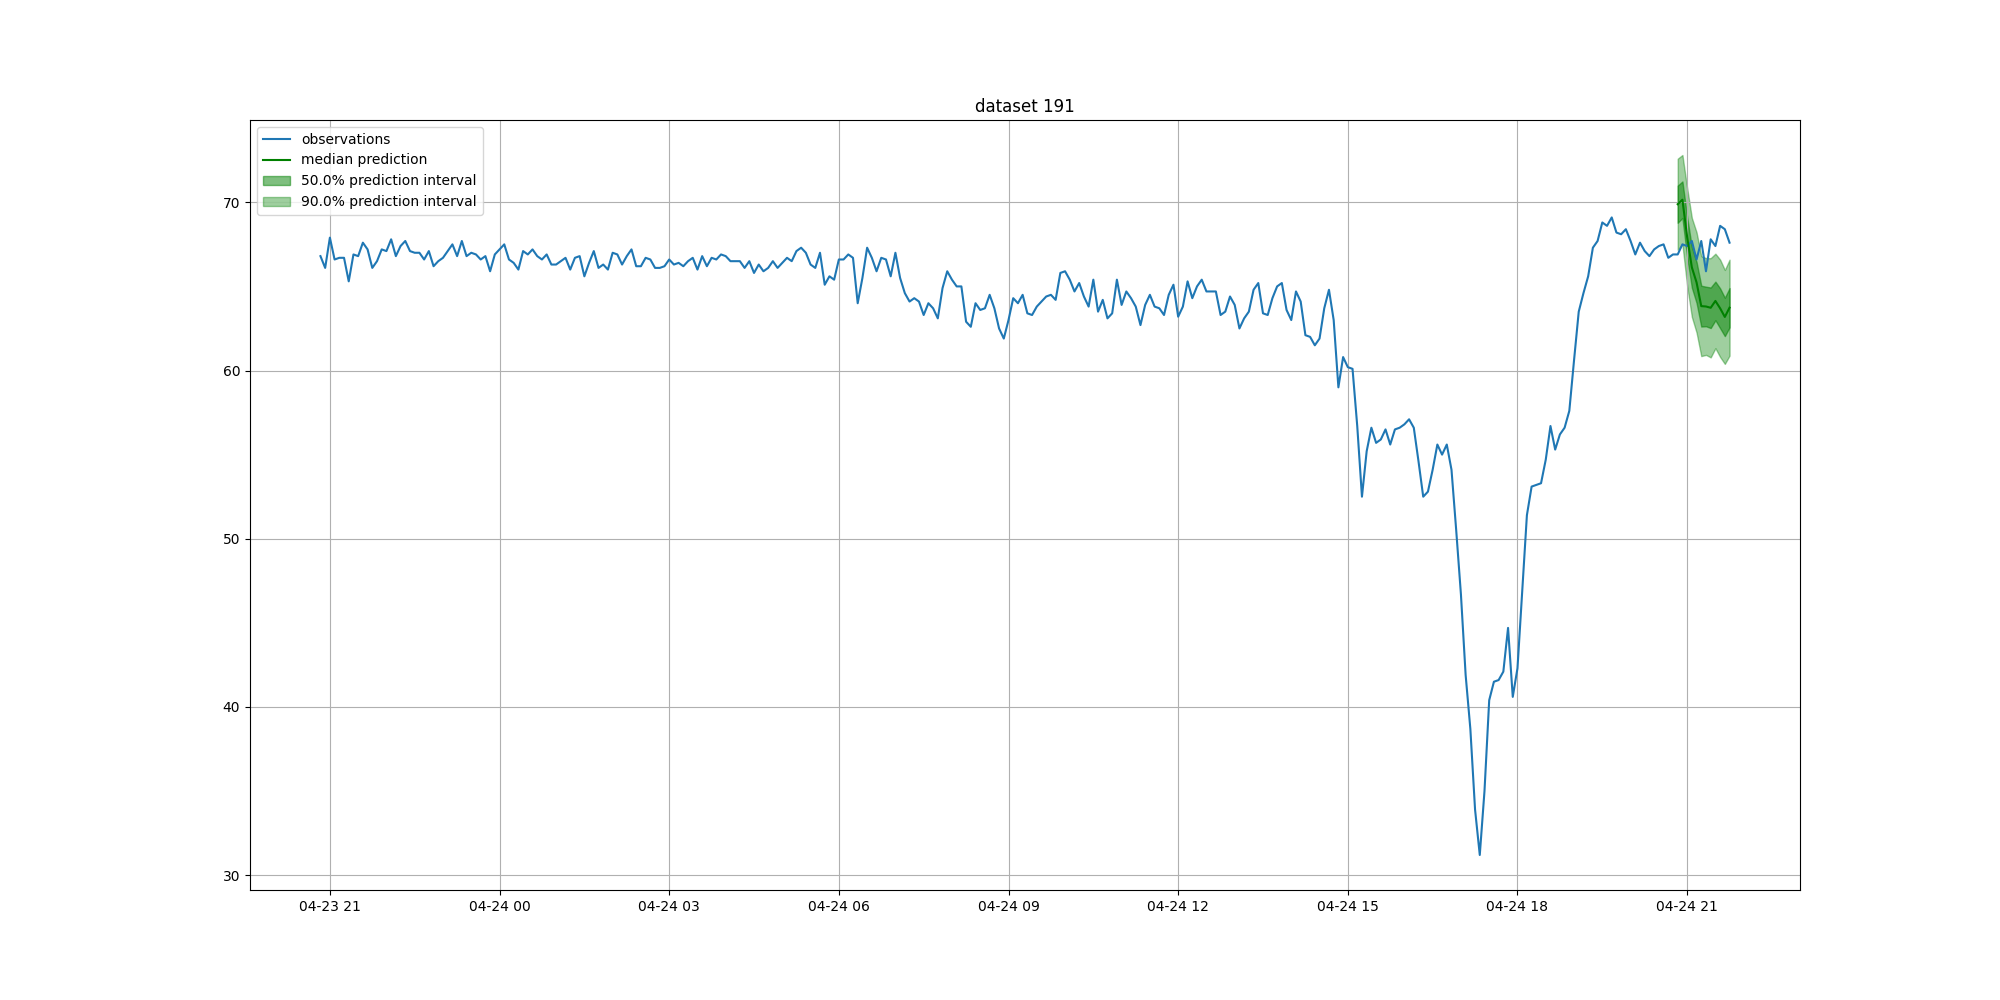 dataset 191
observations
median prediction
50.0% prediction interval
90.0% prediction interval
70
60
50
40
30
04-23 21
04-24 00
04-24 03
04-24 06
04-24 09
04-24 12
04-24 15
04-24 18
04-24 21